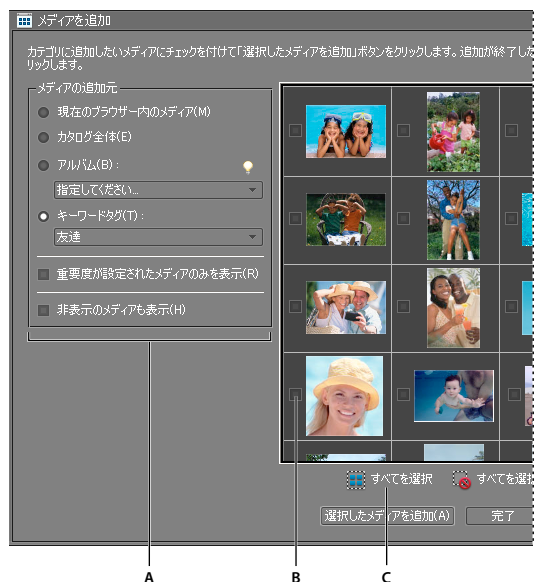 メディアを追加
カテゴリに追加したいメディアにチェックを付けて「選択したメディアを追加」ボタンをクリックします。追加が終了した
リックします。
メディアの追加元
現在のブラウザー内のメディア(M)
カタログ全体(E)
アルバム(B):
指定してください...
キーワードタグ(T):
友達
重要度が設定されたメディアのみを表示(R)
非表示のメディアも表示(H)
すべてを選択 すべてを選
選択したメディアを追加(A) 完了
A B C